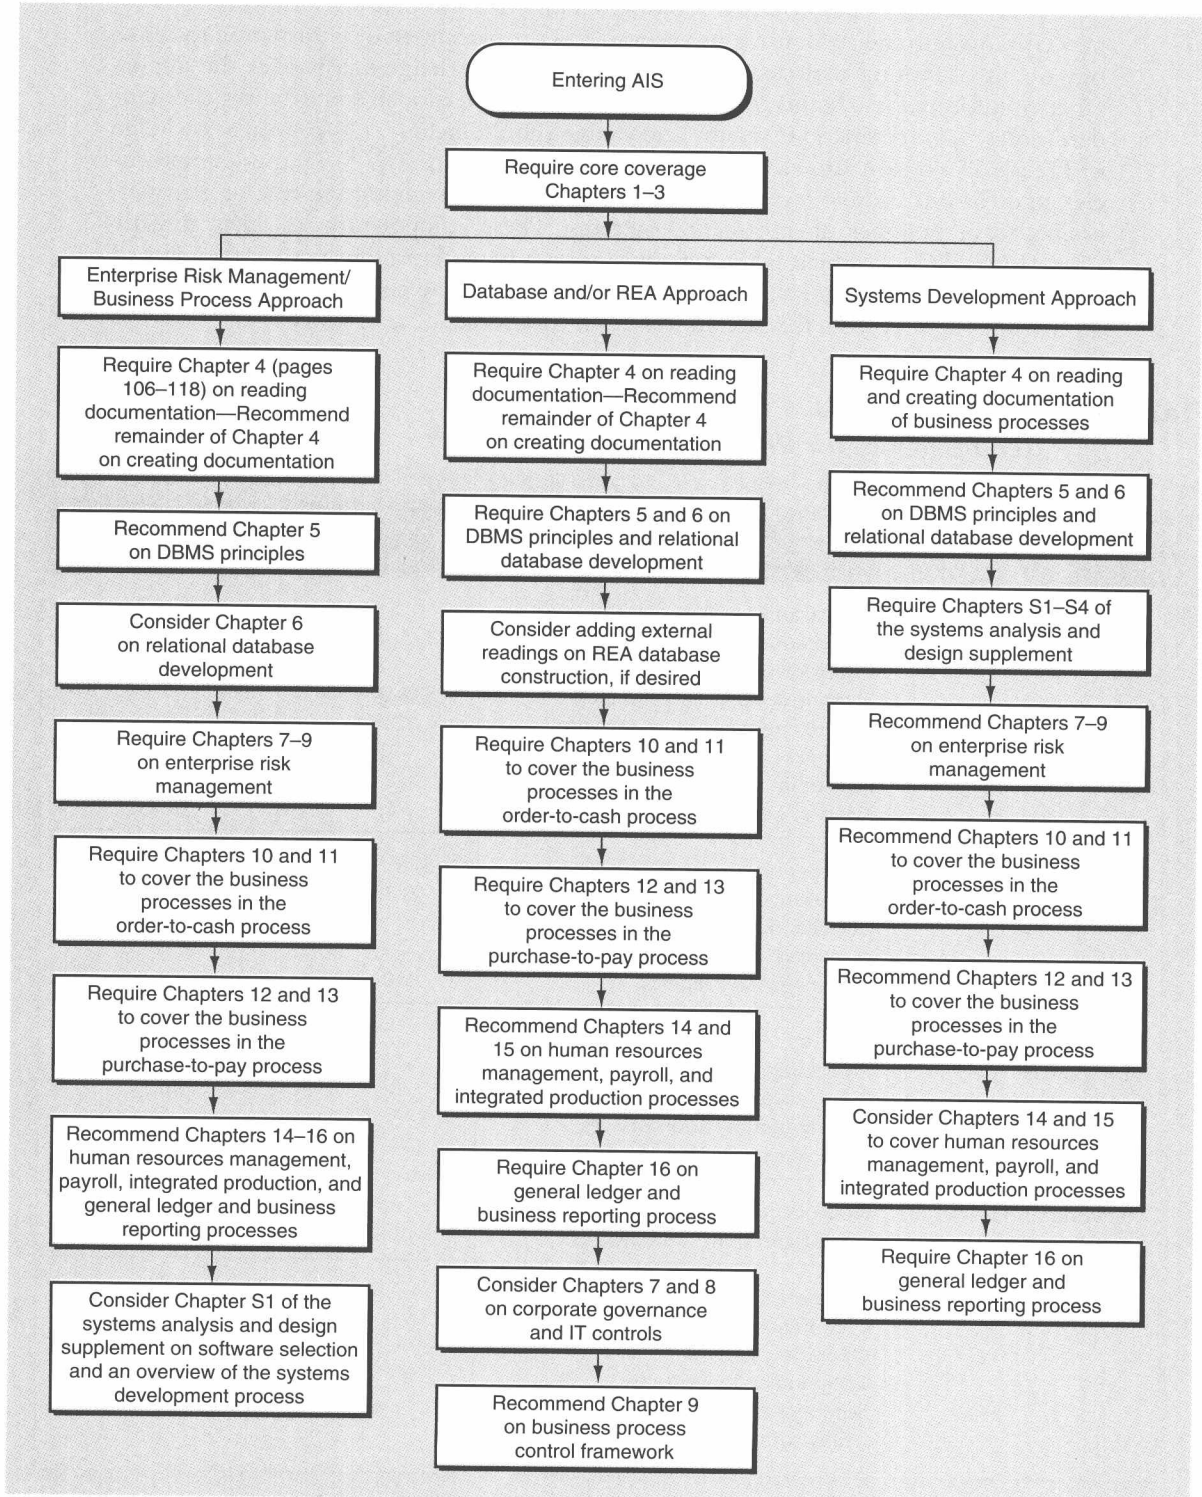 Entering AIS
Require core coverage
Chapters 1–3
Enterprise Risk Management/
Business Process Approach
Require Chapter 4 (pages
106–118) on reading
documentation—Recommend
remainder of Chapter 4
on creating documentation
Recommend Chapter 5
on DBMS principles
Consider Chapter 6
on relational database
development
Require Chapters 7–9
on enterprise risk
management
Require Chapters 10 and 11
to cover the business
processes in the
order-to-cash process
Require Chapters 12 and 13
to cover the business
processes in the
purchase-to-pay process
Recommend Chapters 14–16 on
human resources management,
payroll, integrated production, and
general ledger and business
reporting processes
Consider Chapter S1 of the
systems analysis and design
supplement on software selection
and an overview of the systems
development process
Database and/or REA Approach
Require Chapter 4 on reading
documentation—Recommend
remainder of Chapter 4
on creating documentation
Require Chapters 5 and 6 on
DBMS principles and relational
database development
Consider adding external
readings on REA database
construction, if desired
Require Chapters 10 and 11
to cover the business
processes in the
order-to-cash process
Require Chapters 12 and 13
to cover the business
processes in the
purchase-to-pay process
Recommend Chapters 14 and
15 on human resources
management, payroll, and
integrated production processes
Require Chapter 16 on
general ledger and
business reporting process
Consider Chapters 7 and 8
on corporate governance
and IT controls
Recommend Chapter 9
on business process
control framework
Systems Development Approach
Require Chapter 4 on reading
and creating documentation
of business processes
Recommend Chapters 5 and 6
on DBMS principles and
relational database development
Require Chapters S1–S4 of
the systems analysis and
design supplement
Recommend Chapters 7–9
on enterprise risk
management
Recommend Chapters 10 and 11
to cover the business
processes in the
order-to-cash process
Recommend Chapters 12 and 13
to cover the business
processes in the
purchase-to-pay process
Consider Chapters 14 and 15
to cover human resources
management, payroll, and
integrated production processes
Require Chapter 16 on
general ledger and
business reporting process